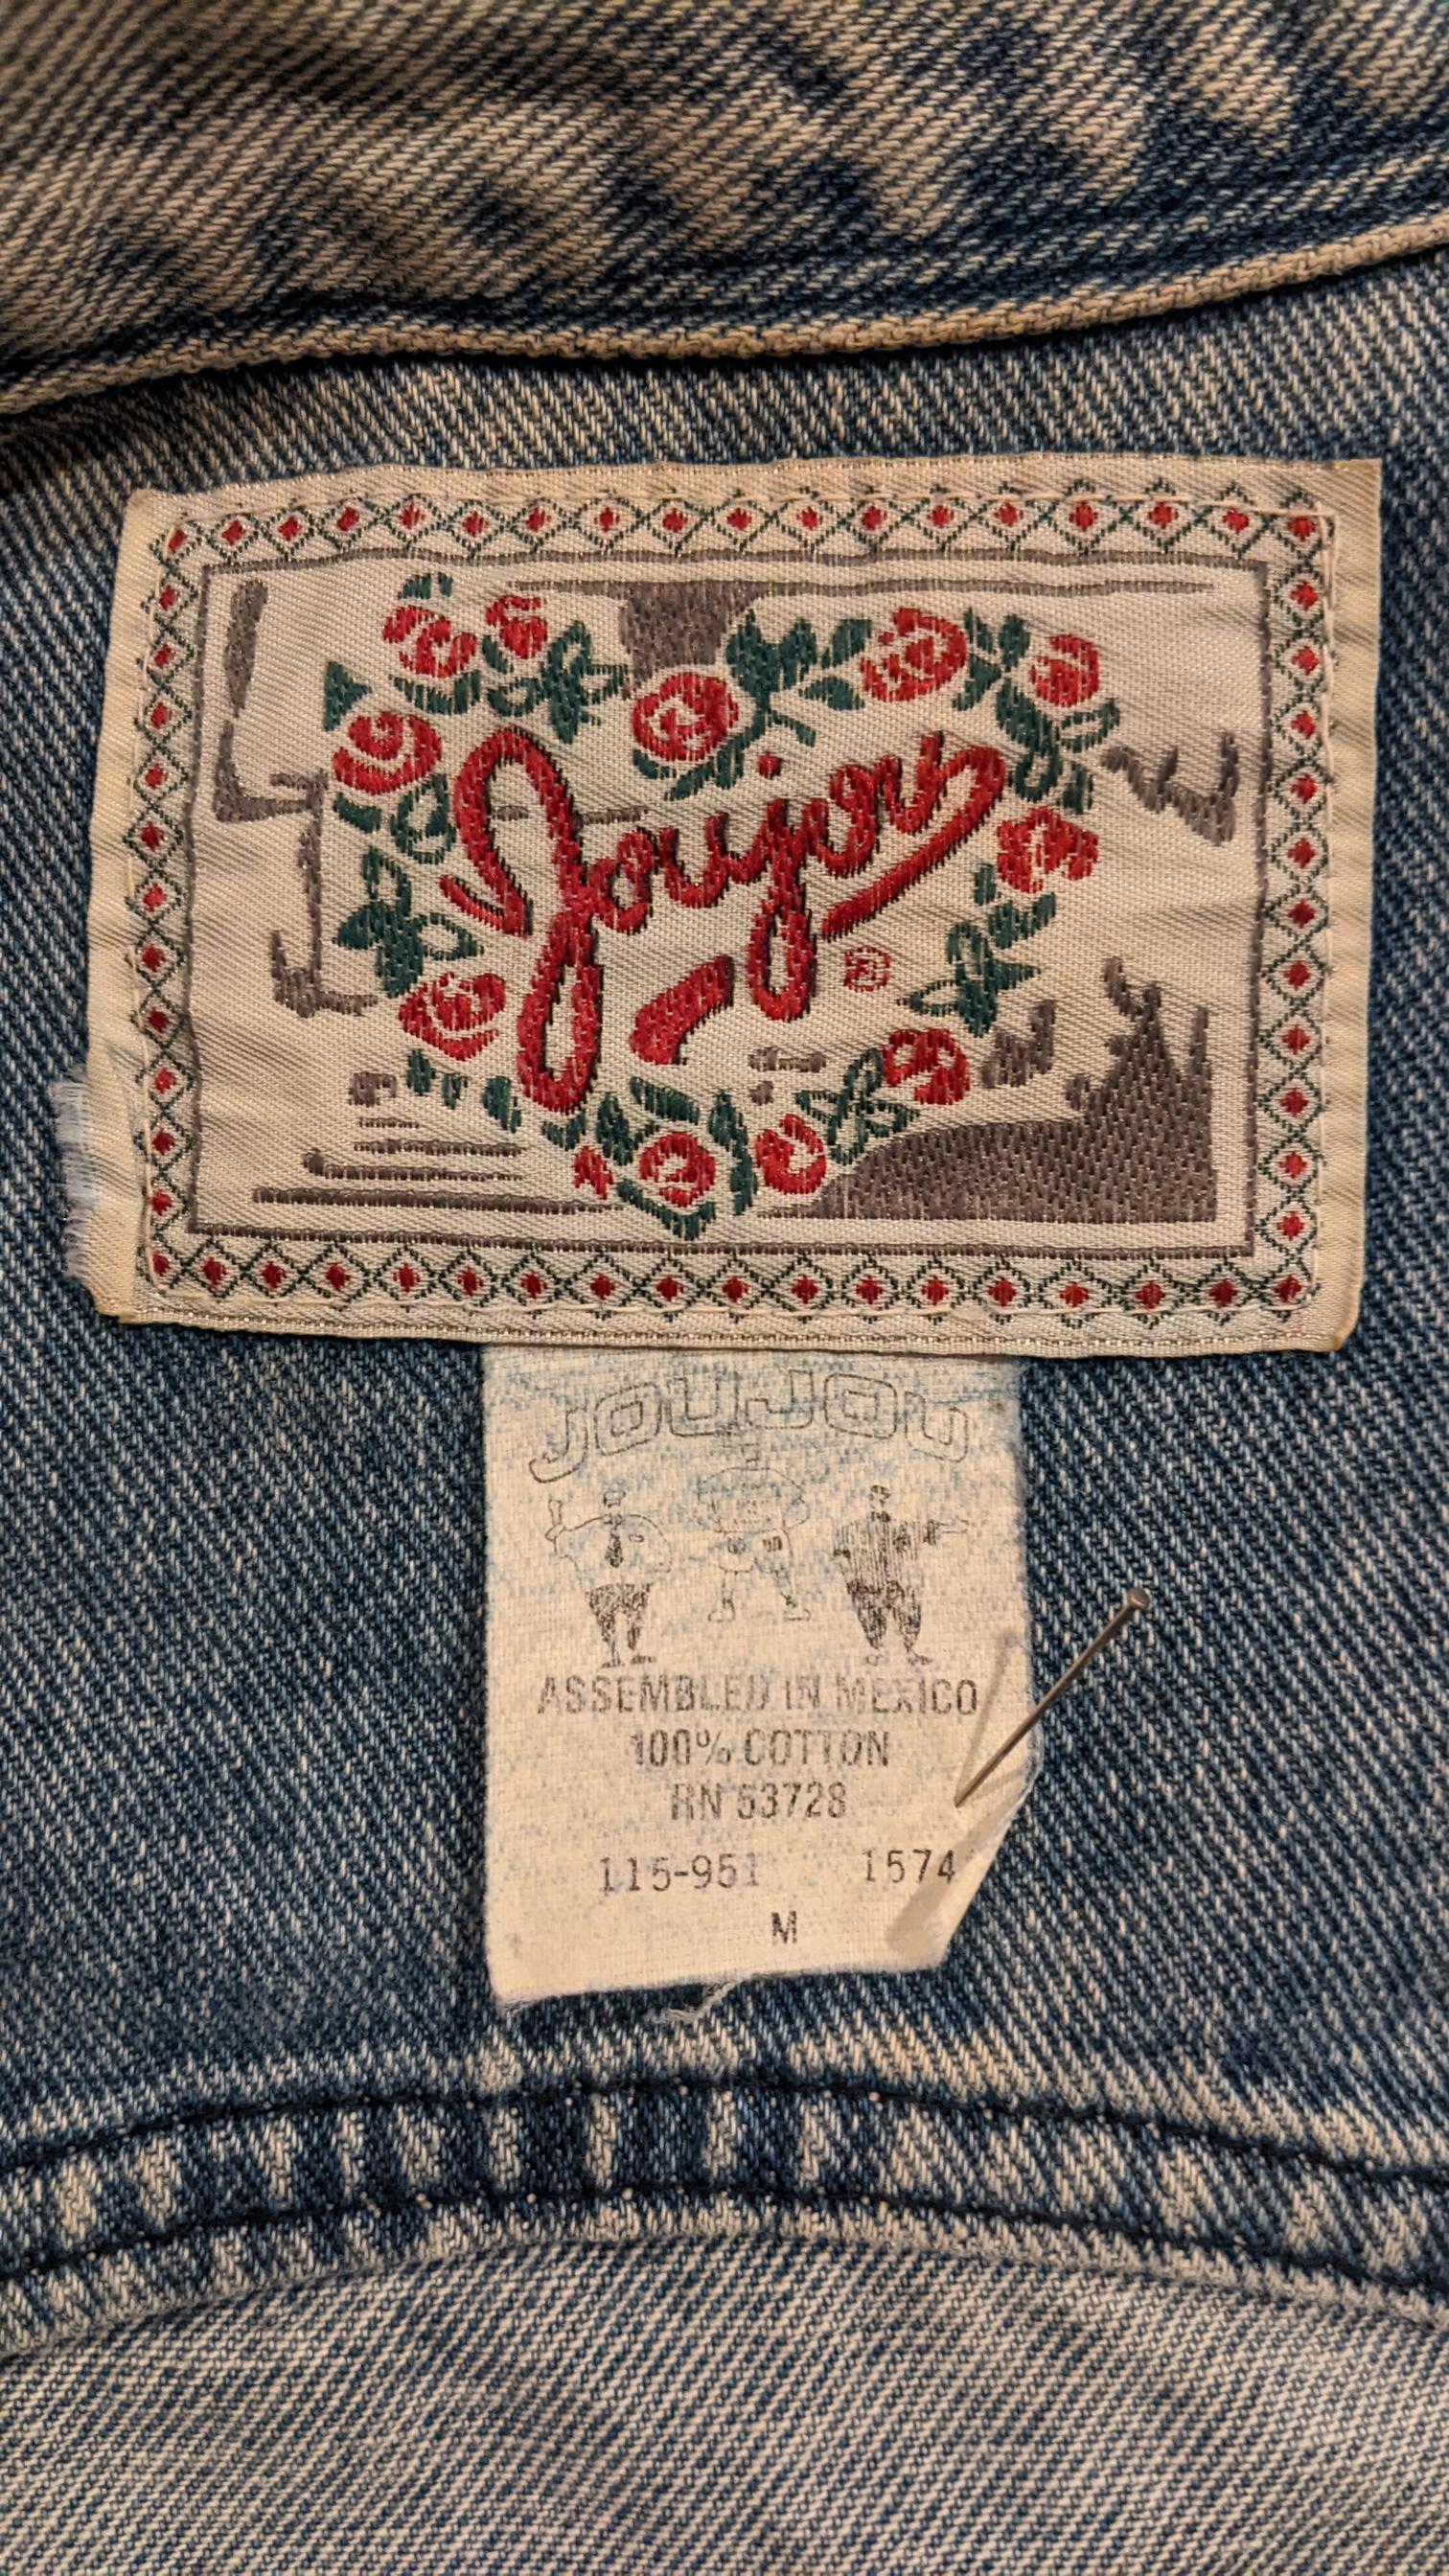 Joujou
®
JOUJOU
ASSEMBLED IN MEXICO
100% COTTON
RN 53728
115-951 1574
M